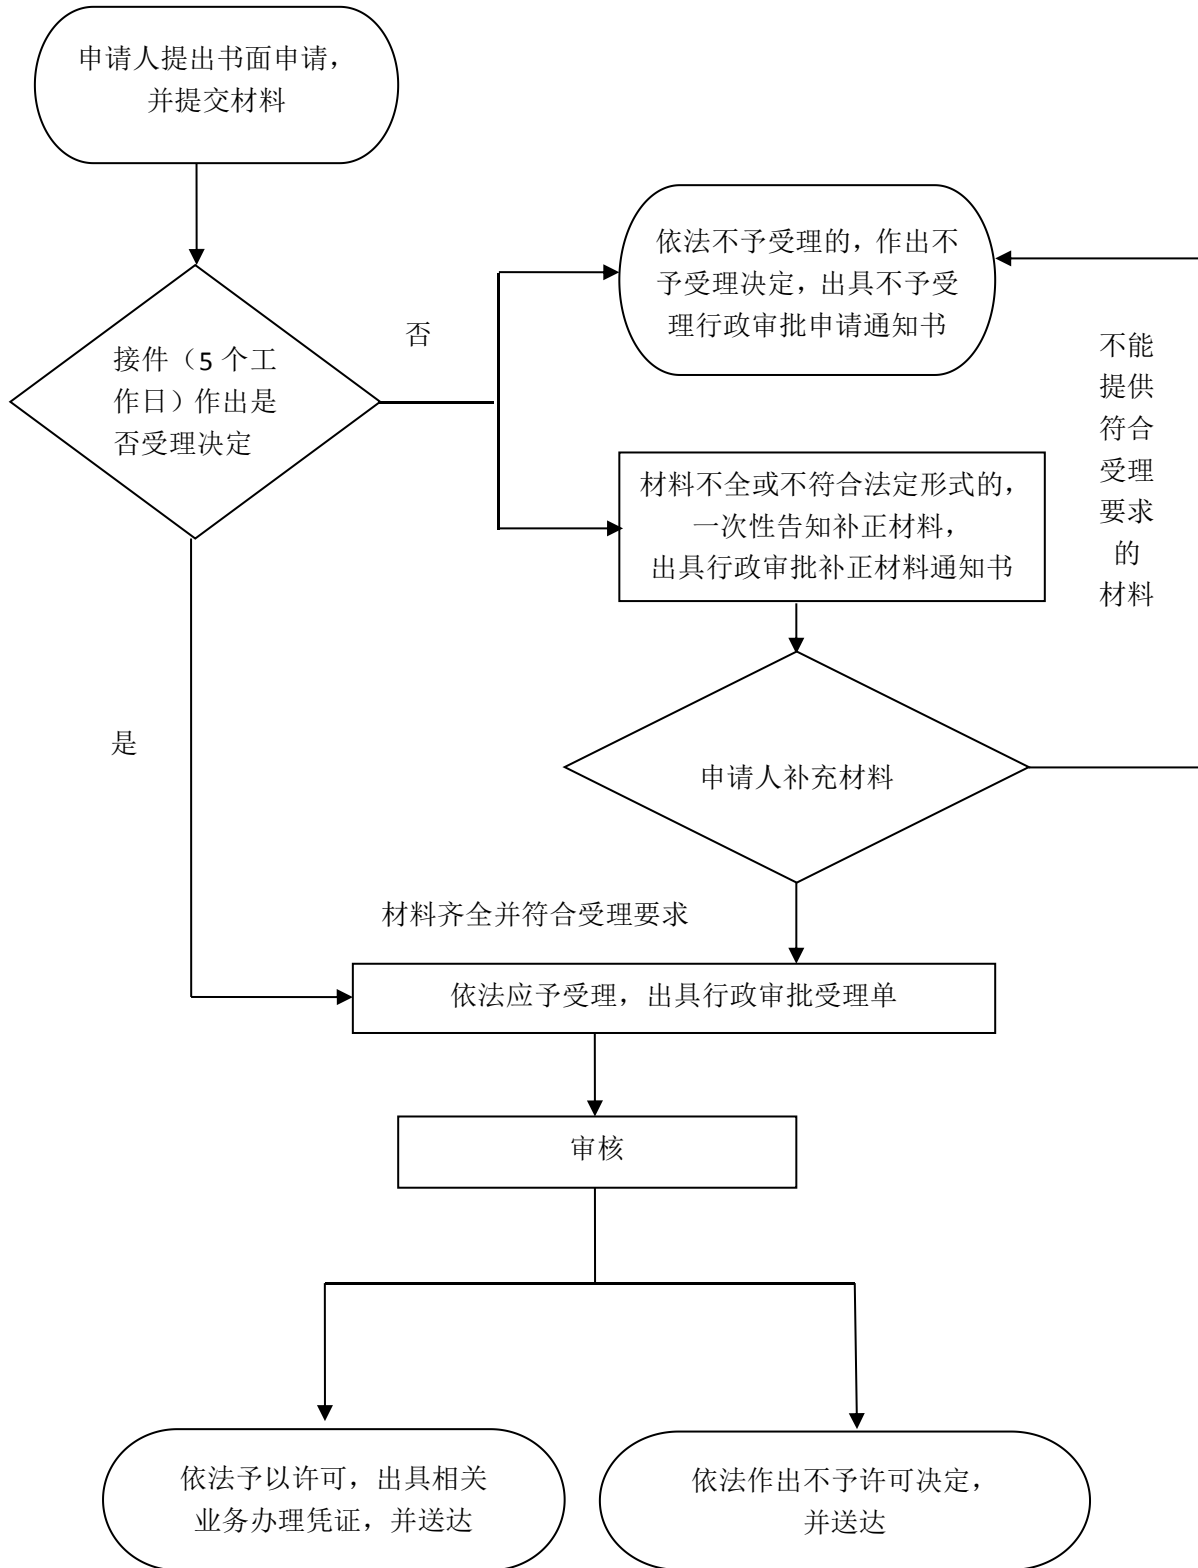 申请人提出书面申请，
并提交材料
依法不予受理的，作出不
予受理决定，出具不予受
理行政审批申请通知书
否
接件（5 个工
作日）作出是
否受理决定
不能
提供
符合
受理
要求
的
材料
材料不全或不符合法定形式的，
一次性告知补正材料，
出具行政审批补正材料通知书
是
申请人补充材料
材料齐全并符合受理要求
依法应予受理，出具行政审批受理单
审核
依法予以许可，出具相关
业务办理凭证，并送达
依法作出不予许可决定，
并送达